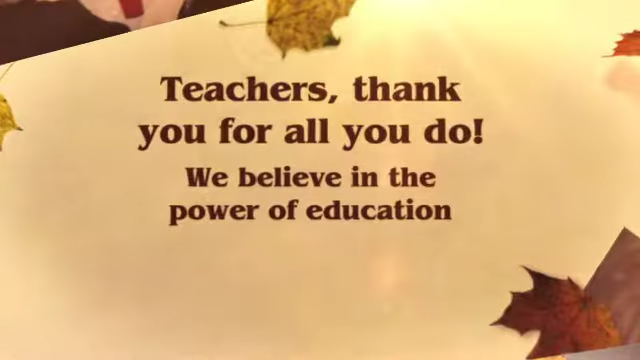 Teachers, thank
you for all you do!
We believe in the
power of education